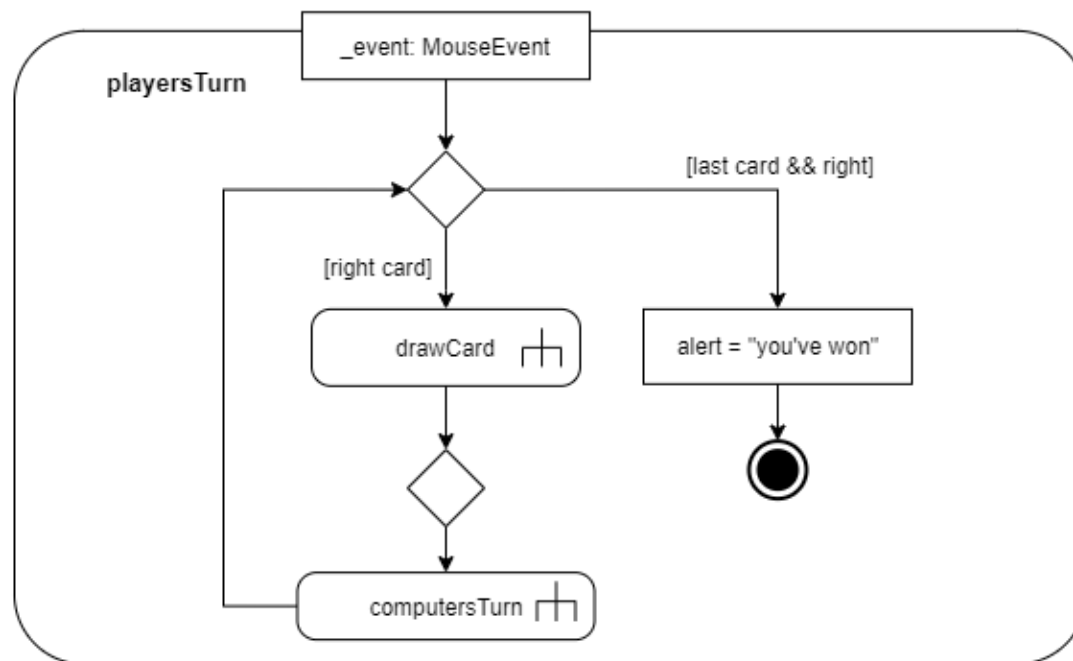 _event: MouseEvent
playersTurn
[last card && right]
[right card]
drawCard
alert = "you've won"
computersTurn